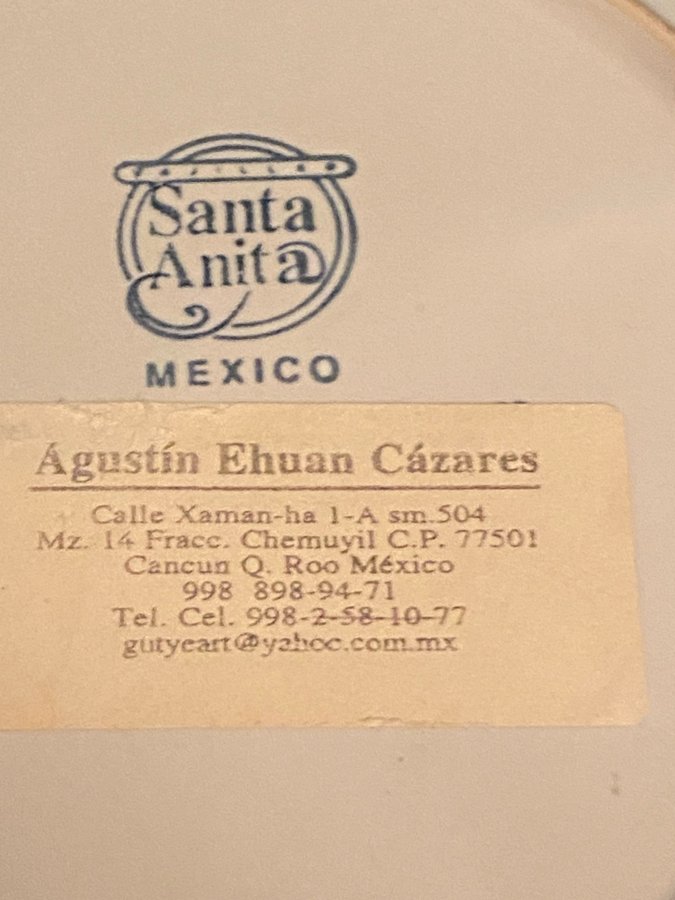 Santa
Anita
MEXICO
Agustín Ehuan Cázares
Calle Xaman-ha 1-A sm.504
Mz. 14 Fracc. Chemuyil C.P. 77501
Cancun Q. Roo México
998 898-94-71
Tel. Cel. 998-2-58-10-77
gutyeart@yahoo.com.mx